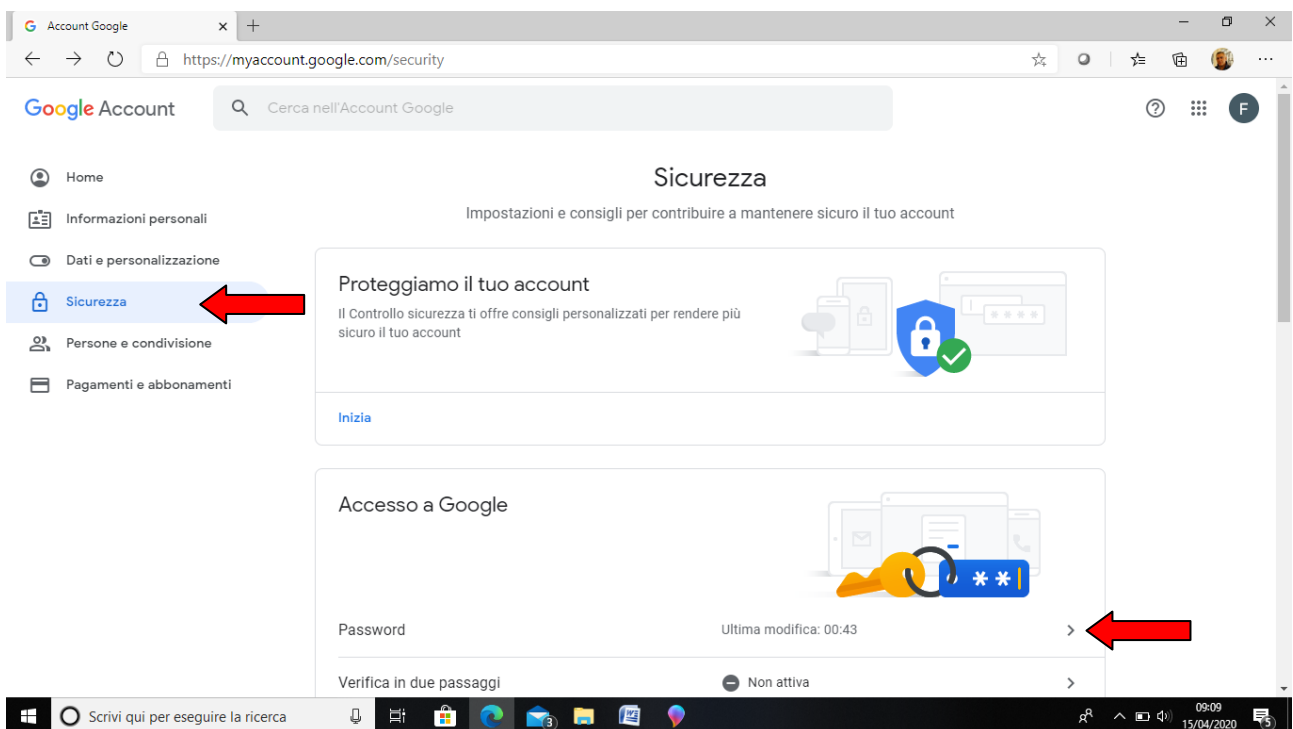 Account Google
https://myaccount.google.com/security
Google Account
Cerca nell'Account Google
F
Home
Informazioni personali
Dati e personalizzazione
Sicurezza
Persone e condivisione
Pagamenti e abbonamenti
Sicurezza
Impostazioni e consigli per contribuire a mantenere sicuro il tuo account
Proteggiamo il tuo account
Il Controllo sicurezza ti offre consigli personalizzati per rendere più
sicuro il tuo account
Inizia
Accesso a Google
**
Password
Ultima modifica: 00:43
Verifica in due passaggi
Non attiva
Scrivi qui per eseguire la ricerca
3
W
09:09
15/04/2020
5